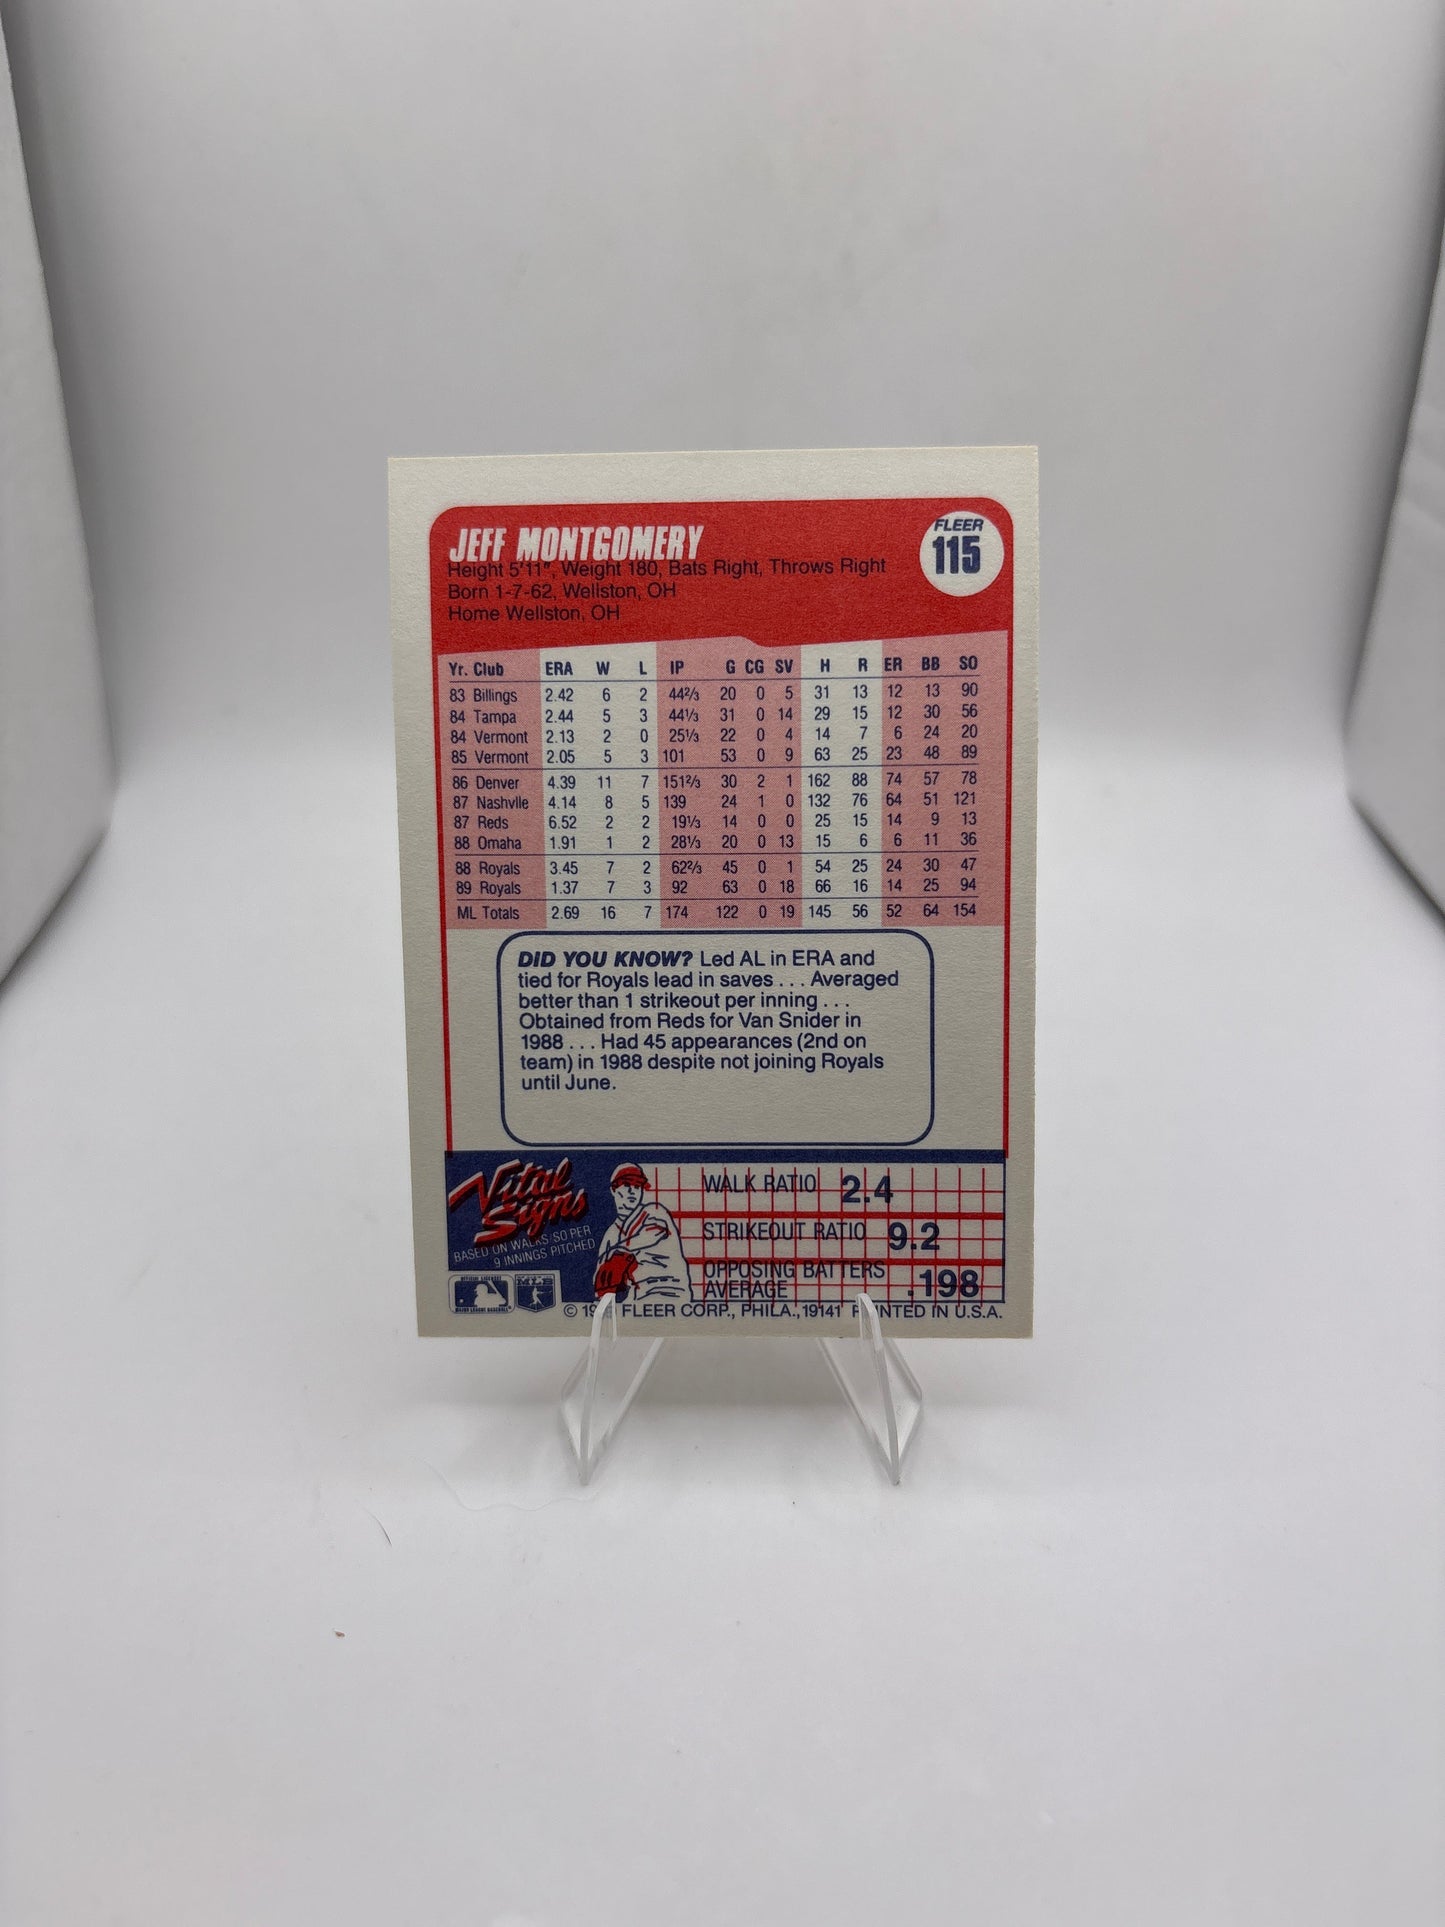 JEFF MONTGOMERY
FLEER
115
Height 5'11", Weight 180, Bats Right, Throws Right
Born 1-7-62, Wellston, OH
Home Wellston, OH
Yr. Club ERA W L IP G CG SV H R ER BB SO
83 Billings 2.42 6 2 44⅔ 20 0 5 31 13 12 13 90
84 Tampa 2.44 5 3 44⅓ 31 0 14 29 15 12 30 56
84 Vermont 2.13 2 0 25⅓ 22 0 4 14 7 6 24 20
85 Vermont 2.05 5 3 101 53 0 9 63 25 23 48 89
86 Denver 4.39 11 7 151⅔ 30 2 1 162 88 74 57 78
87 Nashvlle 4.14 8 5 139 24 1 0 132 76 64 51 121
87 Reds 6.52 2 2 19⅓ 14 0 0 25 15 14 9 13
88 Omaha 1.91 1 2 28⅓ 20 0 13 15 6 6 11 36
88 Royals 3.45 7 2 62⅔ 45 0 1 54 25 24 30 47
89 Royals 1.37 7 3 92 63 0 18 66 16 14 25 94
ML Totals 2.69 16 7 174 122 0 19 145 56 52 64 154
DID YOU KNOW? Led AL in ERA and
tied for Royals lead in saves . . . Averaged
better than 1 strikeout per inning . . .
Obtained from Reds for Van Snider in
1988 . . . Had 45 appearances (2nd on
team) in 1988 despite not joining Royals
until June.
Vital
Signs
BASED ON WALKS/SO PER
9 INNINGS PITCHED
WALK RATIO 2.4
STRIKEOUT RATIO 9.2
OPPOSING BATTERS
AVERAGE .198
MLB
© FLEER CORP., PHILA., 19141 PRINTED IN U.S.A.